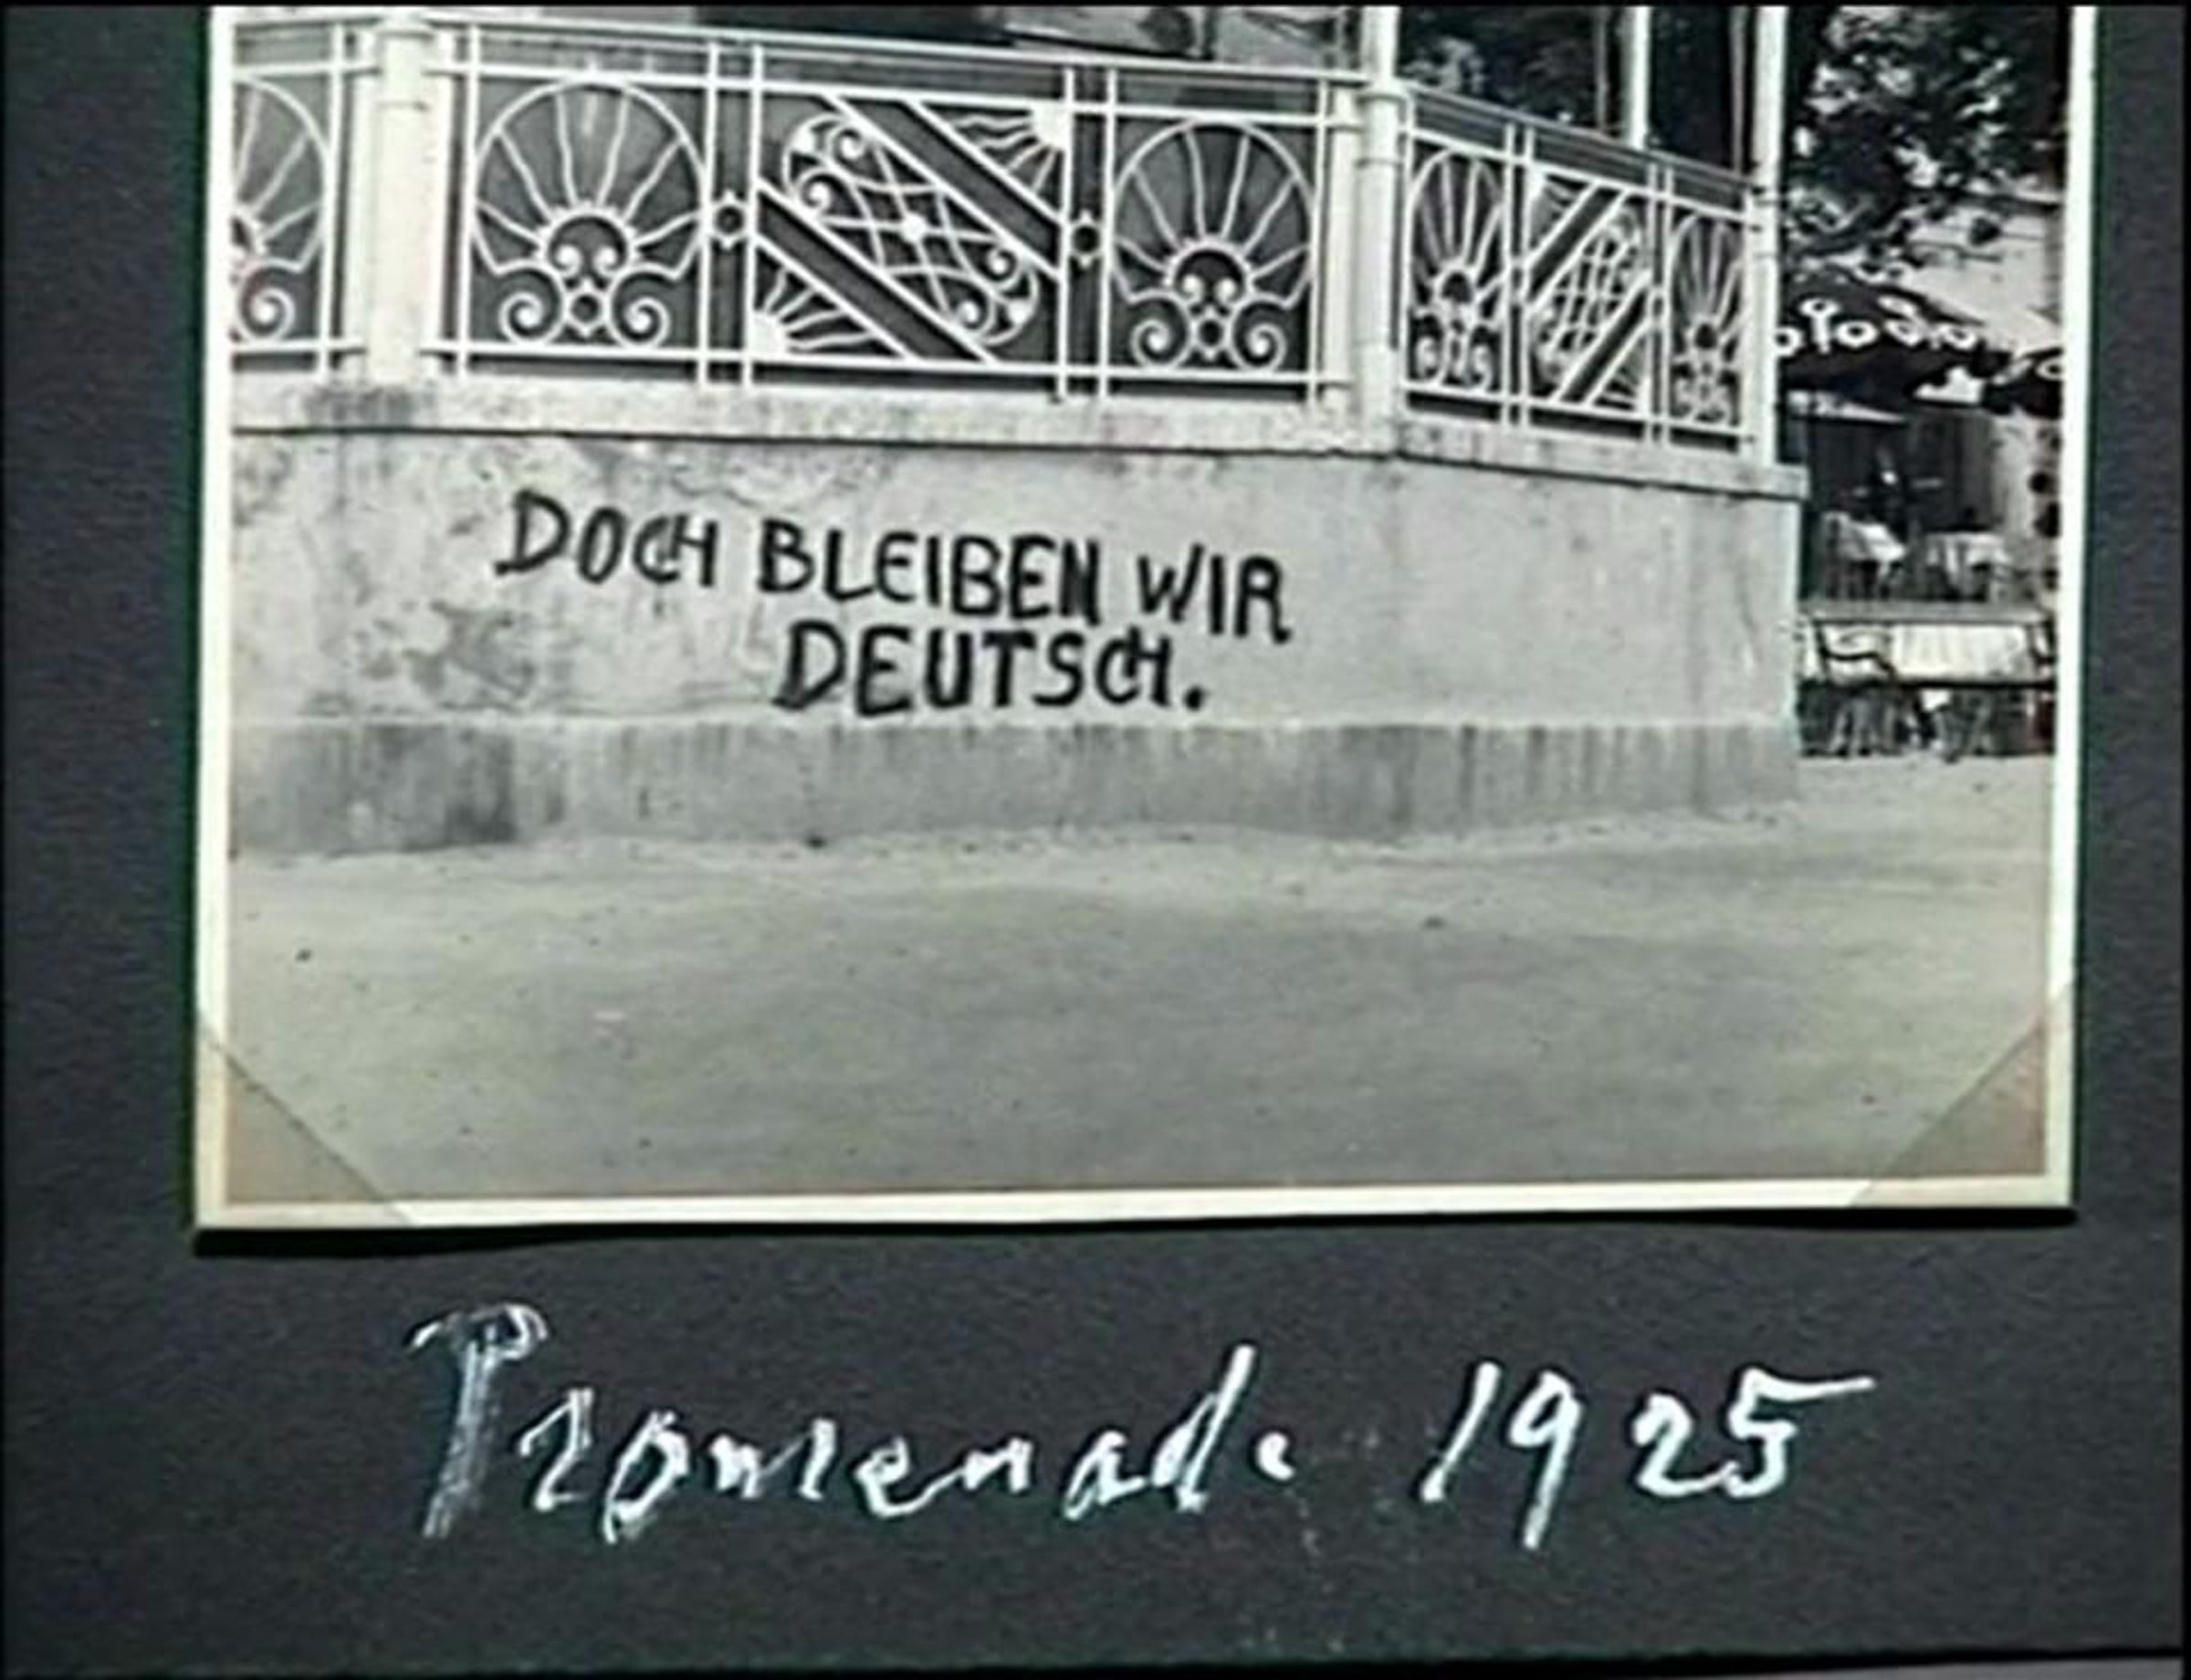 DOCH BLEIBEN WIR
DEUTSCH.
Promenade 1925